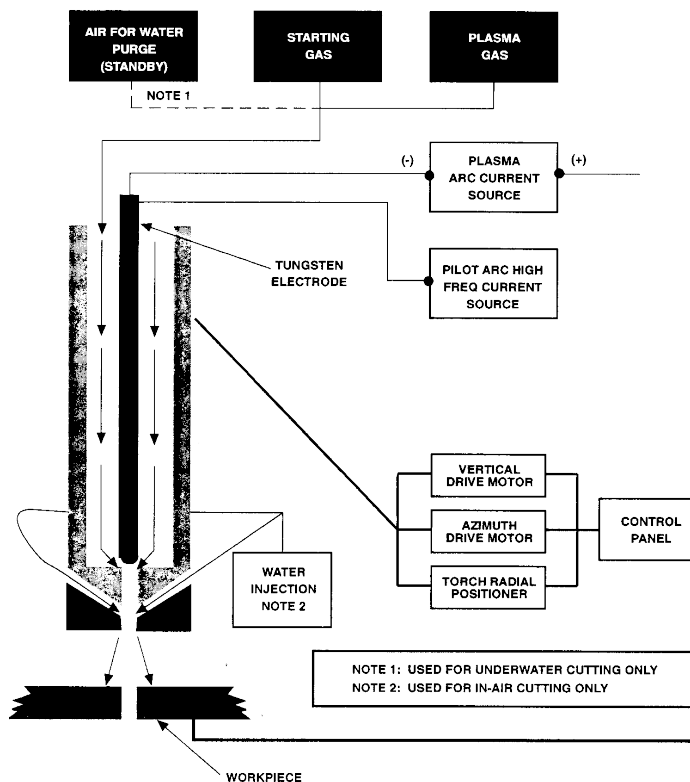 AIR FOR WATER
PURGE
(STANDBY)
STARTING
GAS
PLASMA
GAS
NOTE 1
(-)
PLASMA
ARC CURRENT
SOURCE
(+)
TUNGSTEN
ELECTRODE
PILOT ARC HIGH
FREQ CURRENT
SOURCE
VERTICAL
DRIVE MOTOR
AZIMUTH
DRIVE MOTOR
TORCH RADIAL
POSITIONER
CONTROL
PANEL
WATER
INJECTION
NOTE 2
NOTE 1: USED FOR UNDERWATER CUTTING ONLY
NOTE 2: USED FOR IN-AIR CUTTING ONLY
WORKPIECE